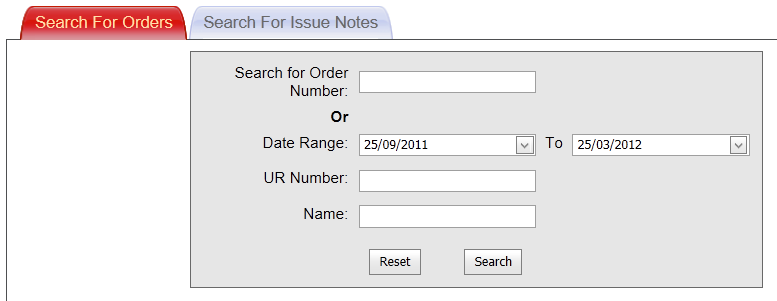 Search For Orders Search For Issue Notes
Search for Order
Number:
Or
Date Range: 25/09/2011 To 25/03/2012
UR Number:
Name:
Reset Search